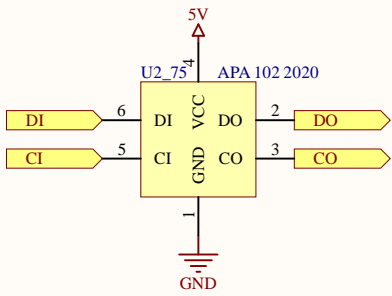 5V
4
U2_75 APA 102 2020
DI 6 DI VCC DO 2 DO
CI 5 CI GND CO 3 CO
1
GND